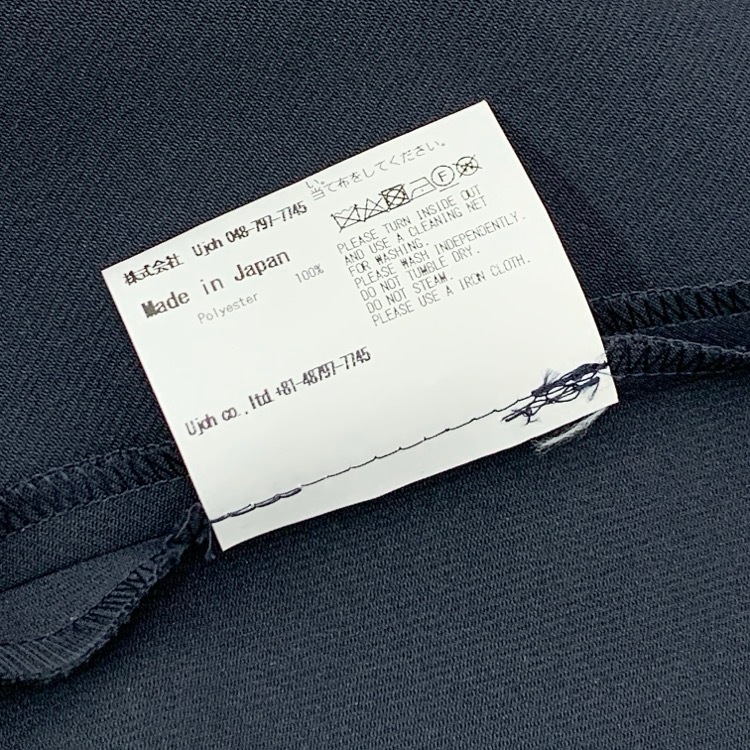 い。
当て布をしてください。
株式会社 Ujoh 048-797-7745
Made in Japan
Polyester 100%
F
PLEASE TURN INSIDE OUT
AND USE A CLEANING NET
FOR WASHING.
PLEASE WASH INDEPENDENTLY.
DO NOT TUMBLE DRY.
DO NOT STEAM.
PLEASE USE A IRON CLOTH.
Ujoh co.,ltd.+81-48797-7745